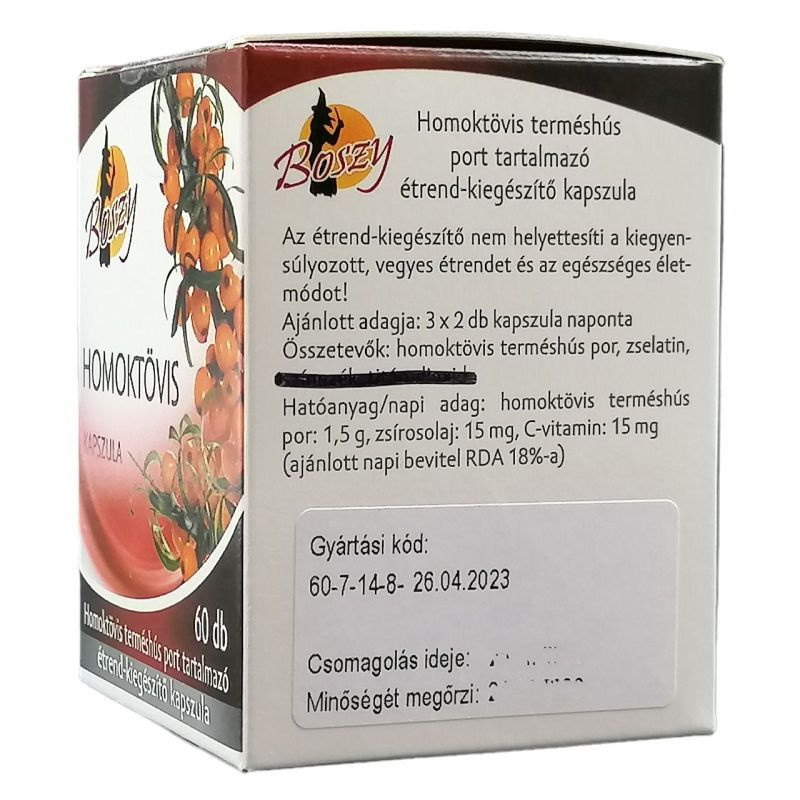 Boszy
HOMOKTÖVIS
KAPSZULA
60 db
Homoktövis terméshús port tartalmazó
étrend-kiegészítő kapszula
Boszy
Homoktövis terméshús
port tartalmazó
étrend-kiegészítő kapszula
Az étrend-kiegészítő nem helyettesíti a kiegyen-
súlyozott, vegyes étrendet és az egészséges élet-
módot!
Ajánlott adagja: 3 x 2 db kapszula naponta
Összetevők: homoktövis terméshús por, zselatin,
Hatóanyag/napi adag: homoktövis terméshús
por: 1,5 g, zsírosolaj: 15 mg, C-vitamin: 15 mg
(ajánlott napi bevitel RDA 18%-a)
Gyártási kód:
60-7-14-8- 26.04.2023
Csomagolás ideje:
Minőségét megőrzi: